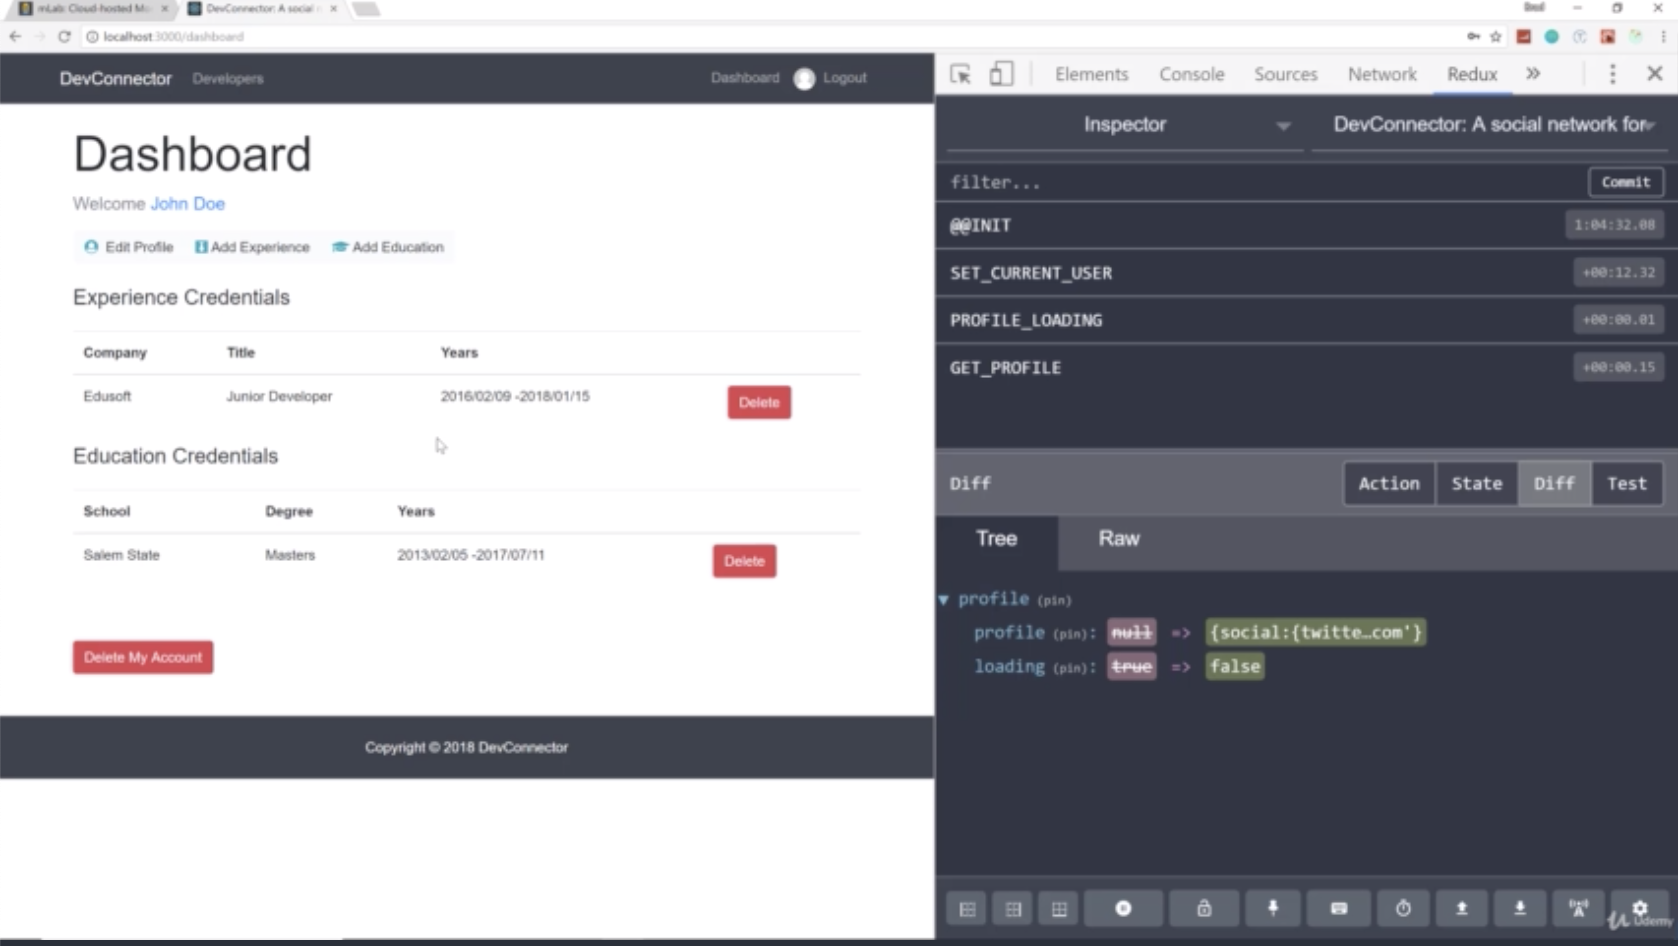 mLab: Cloud-hosted Mo
DevConnector: A social n
localhost:3000/dashboard
DevConnector Developers Dashboard Logout
Dashboard
Welcome John Doe
Edit Profile Add Experience Add Education
Experience Credentials
Company Title Years
Edusoft Junior Developer 2016/02/09 -2018/01/15 Delete
Education Credentials
School Degree Years
Salem State Masters 2013/02/05 -2017/07/11 Delete
Delete My Account
Copyright © 2018 DevConnector
Elements Console Sources Network Redux »
Inspector DevConnector: A social network for
filter... Commit
@@INIT 1:04:32.08
SET_CURRENT_USER +00:12.32
PROFILE_LOADING +00:00.01
GET_PROFILE +00:00.15
Diff Action State Diff Test
Tree Raw
profile (pin)
profile (pin): null => {social:{twitte…com'}
loading (pin): true => false
Udemy